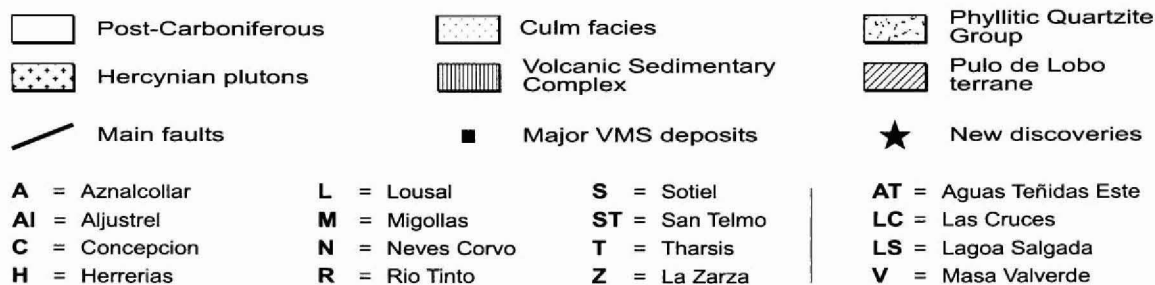 Post-Carboniferous
Culm facies
Phyllitic Quartzite
Group
Hercynian plutons
Volcanic Sedimentary
Complex
Pulo de Lobo
terrane
Main faults
Major VMS deposits
New discoveries
A = Aznalcollar
L = Lousal
S = Sotiel
AT = Aguas Teñidas Este
Al = Aljustrel
M = Migollas
ST = San Telmo
LC = Las Cruces
C = Concepcion
N = Neves Corvo
T = Tharsis
LS = Lagoa Salgada
H = Herrerias
R = Rio Tinto
Z = La Zarza
V = Masa Valverde